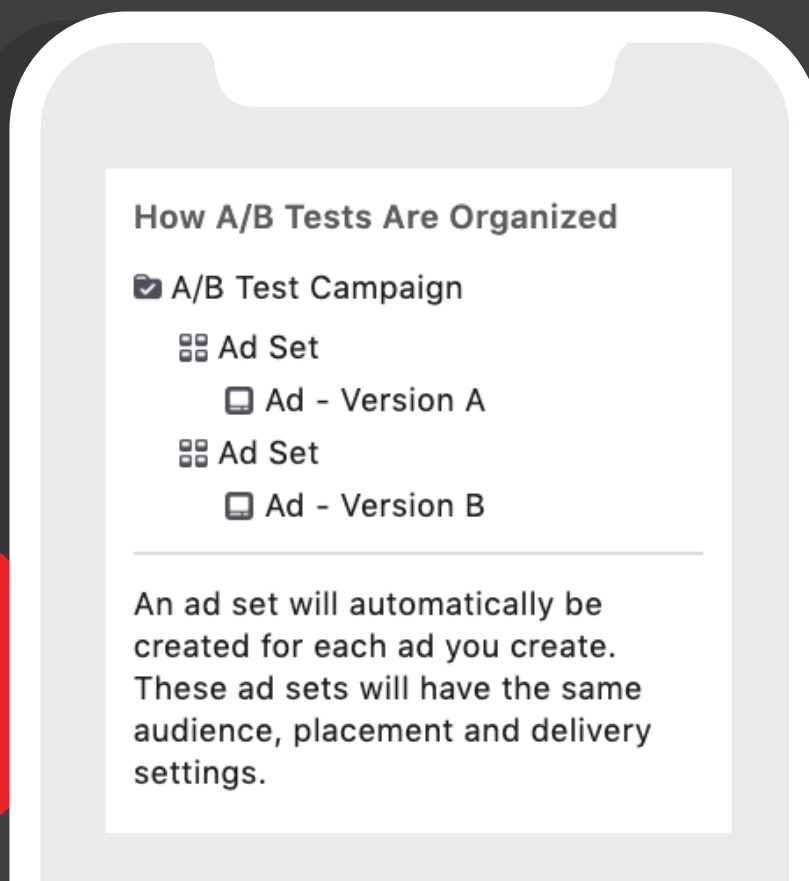 How A/B Tests Are Organized
A/B Test Campaign
Ad Set
Ad - Version A
Ad Set
Ad - Version B
An ad set will automatically be
created for each ad you create.
These ad sets will have the same
audience, placement and delivery
settings.